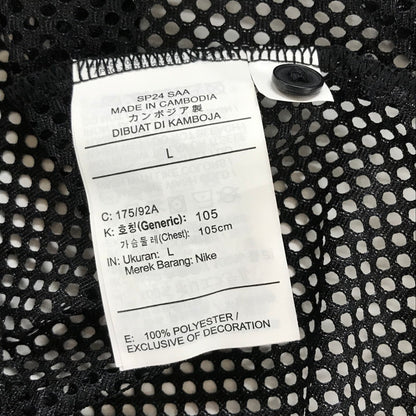 SP24 SAA
MADE IN CAMBODIA
カンボジア製
DIBUAT DI KAMBOJA
L
C: 175/92A
K: 호칭(Generic): 105
가슴둘레(Chest): 105cm
IN: Ukuran: L
Merek Barang: Nike
E: 100% POLYESTER/
EXCLUSIVE OF DECORATION